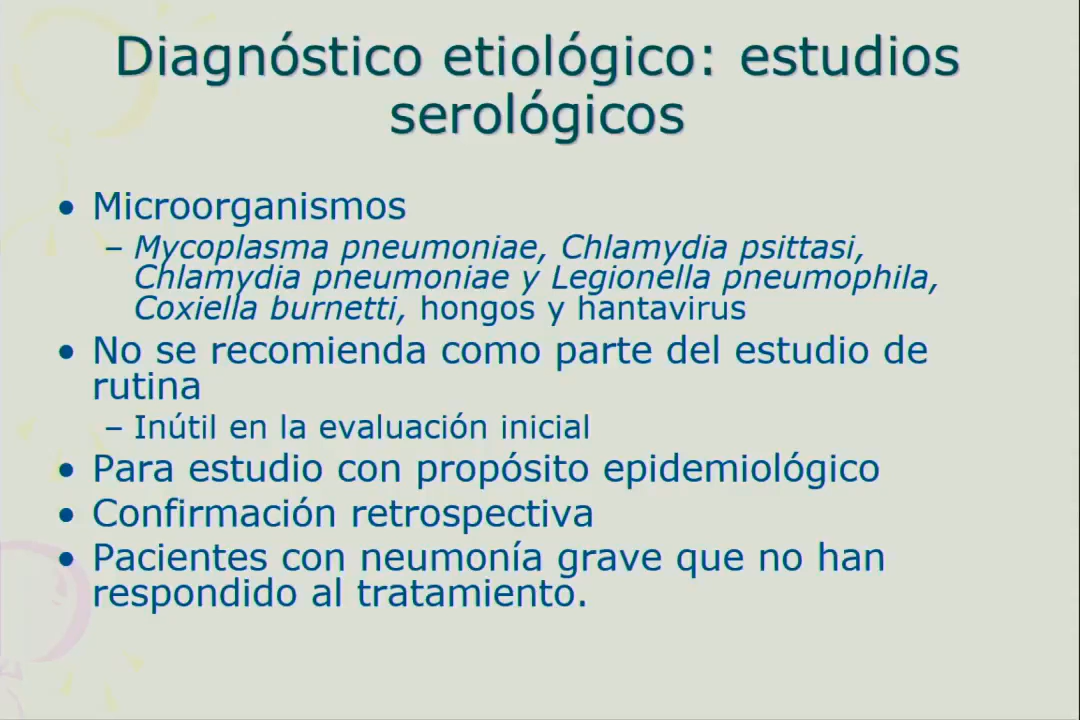 Diagnóstico etiológico: estudios
serológicos
• Microorganismos
– Mycoplasma pneumoniae, Chlamydia psittasi,
Chlamydia pneumoniae y Legionella pneumophila,
Coxiella burnetti, hongos y hantavirus
• No se recomienda como parte del estudio de
rutina
– Inútil en la evaluación inicial
• Para estudio con propósito epidemiológico
• Confirmación retrospectiva
• Pacientes con neumonía grave que no han
respondido al tratamiento.